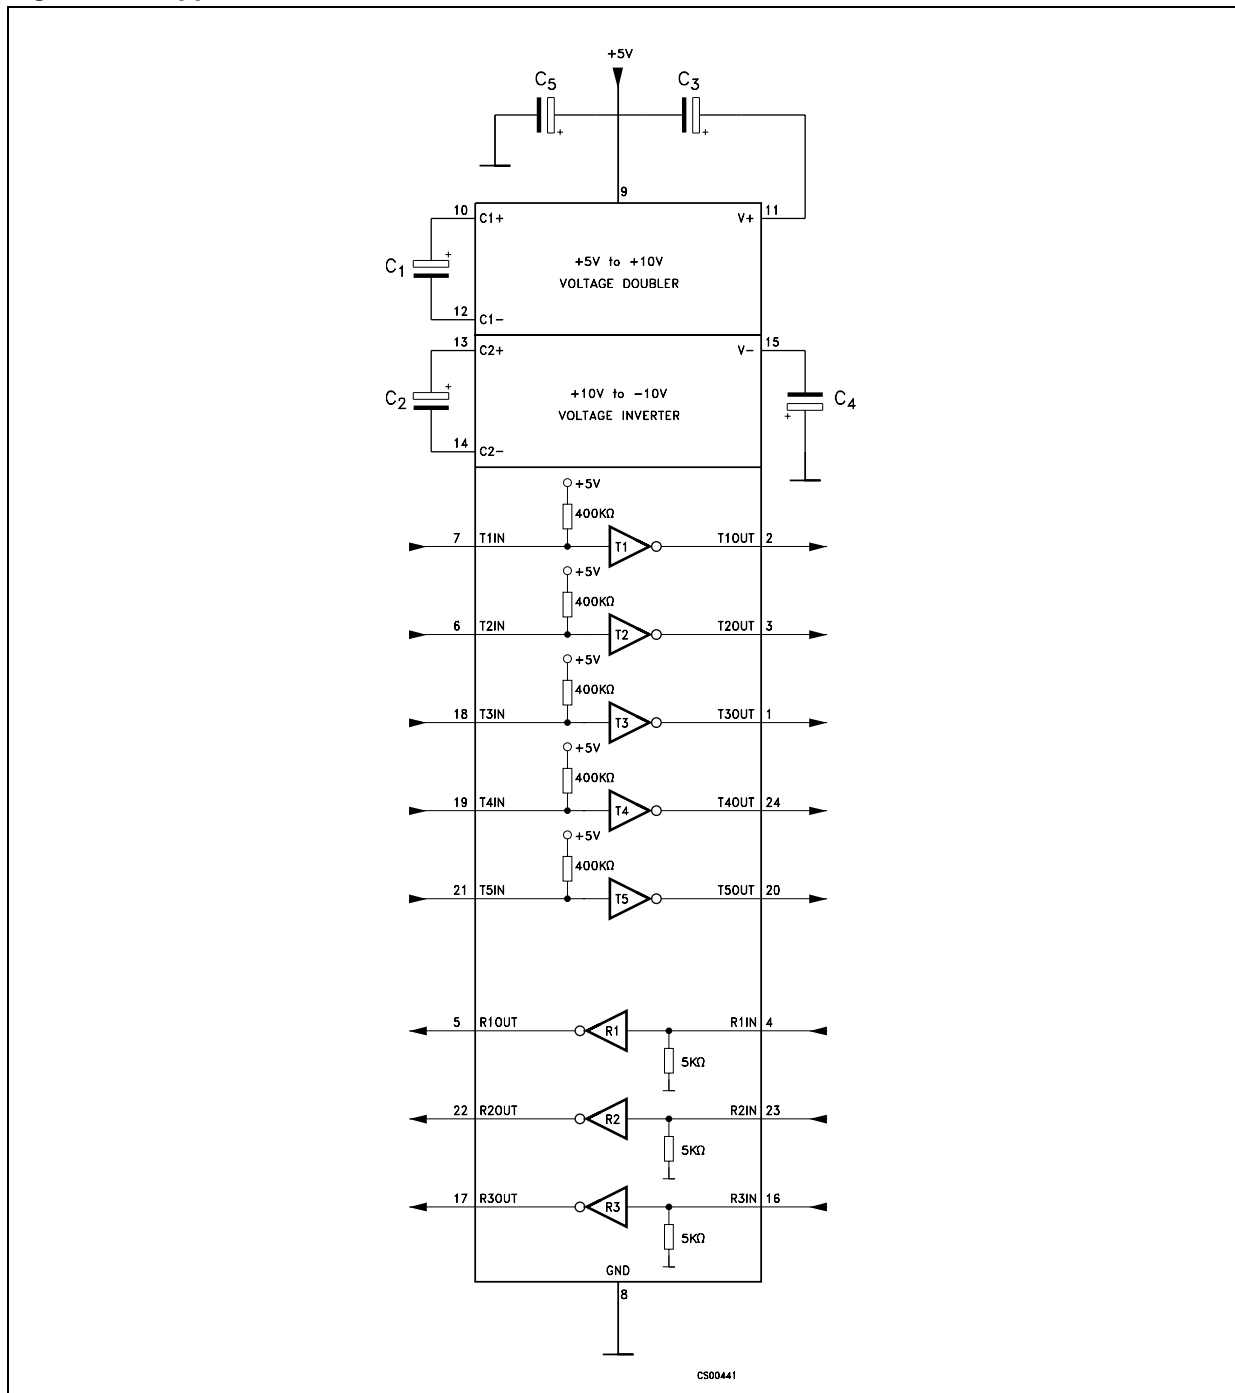 +5V
C5 C3
+ +
9
10 C1+ V+ 11
C1 +
+5V to +10V
VOLTAGE DOUBLER
12 C1-
13 C2+ V- 15
C2 +
+10V to -10V
VOLTAGE INVERTER
+ C4
14 C2-
+5V
400KΩ
7 T1IN T1 T1OUT 2
+5V
400KΩ
6 T2IN T2 T2OUT 3
+5V
400KΩ
18 T3IN T3 T3OUT 1
+5V
400KΩ
19 T4IN T4 T4OUT 24
+5V
400KΩ
21 T5IN T5 T5OUT 20
5 R1OUT R1 R1IN 4
5KΩ
22 R2OUT R2 R2IN 23
5KΩ
17 R3OUT R3 R3IN 16
5KΩ
GND
8
CS00441